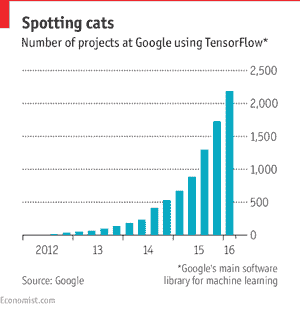 Spotting cats
Number of projects at Google using TensorFlow*
2,500
2,000
1,500
1,000
500
0
2012 13 14 15 16
*Google's main software
Source: Google library for machine learning
Economist.com